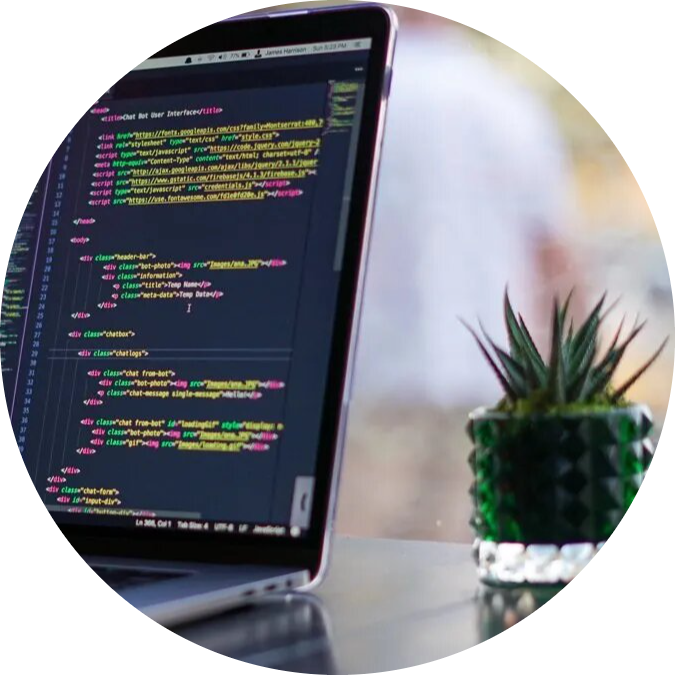 77% James Harrison Sun 5:23 PM
<head>
<title>Chat Bot User Interface</title>
<link href="https://fonts.googleapis.com/css?family=Montserrat:400,
<link rel="stylesheet" type="text/css" href="style.css">
<script type="text/javascript" src="https://code.jquery.com/jquery-
<meta http-equiv="Content-Type" content="text/html; charset=utf-8" /
<script src="http://ajax.googleapis.com/ajax/libs/jquery/2.1.1/jquer
<script src="https://www.gstatic.com/firebasejs/4.1.3/firebase.js"><
<script type="text/javascript" src="credentials.js"></script>
<script src="https://use.fontawesome.com/fd1e0fd20e.js"></script>
</head>
<body>
<div class="header-bar">
<div class="bot-photo"><img src="Images/ana.JPG"></div>
<div class="information">
<p class="title">Temp Name</p>
<p class="meta-data">Temp Data</p>
</div>
</div>
<div class="chatbox">
<div class="chatlogs">
<div class="chat from-bot">
<div class="bot-photo"><img src="Images/ana.JPG"></div>
<p class="chat-message single-message">Hello!</p>
</div>
<div class="chat from-bot" id="loadingGif" style="display:
<div class="bot-photo"><img src="Images/ana.JPG"></div>
<div class="gif"><img src="Images/loading.gif"></div>
</div>
</div>
</div>
<div class="chat-form">
<div id="input-div">
<div id="button-div">
Ln 308, Col 1 Tab Size: 4 UTF-8 LF JavaScript